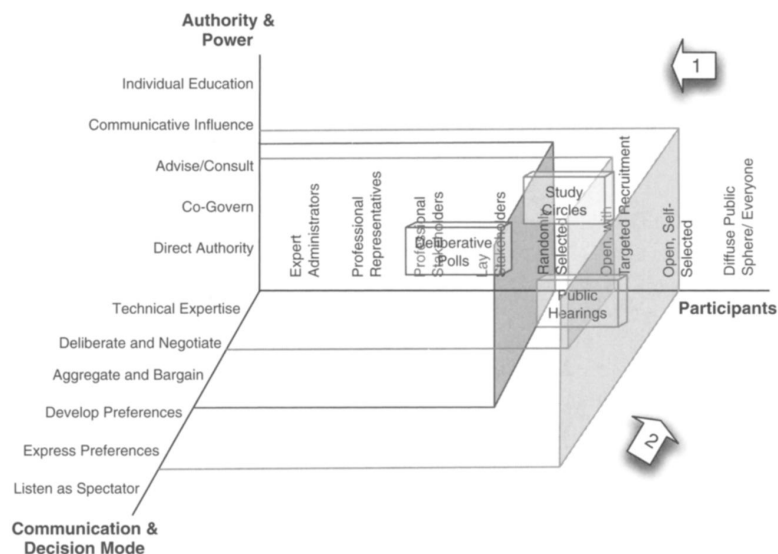 Authority &
Power
1
Individual Education
Communicative Influence
Advise/Consult
Co-Govern
Direct Authority
Expert
Administrators
Professional
Representatives
Professional
Stakeholders
Lay
Stakeholders
Randomly
Selected
Open, with
Targeted Recruitment
Open, Self-
Selected
Diffuse Public
Sphere/ Everyone
Study
Circles
Deliberative
Polls
Public
Hearings
Participants
Technical Expertise
Deliberate and Negotiate
Aggregate and Bargain
Develop Preferences
Express Preferences
Listen as Spectator
2
Communication &
Decision Mode